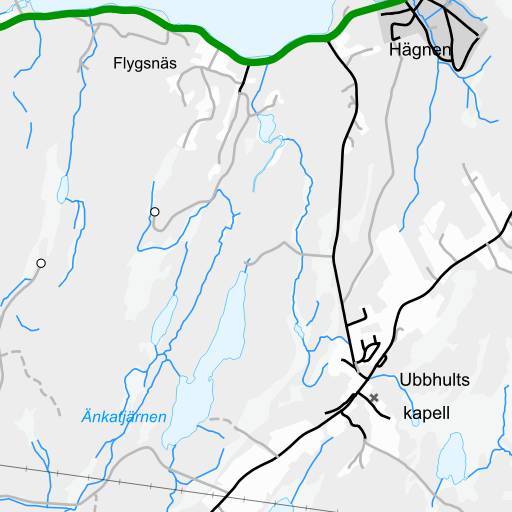 Hägnen
Flygsnäs
Ubbhults
kapell
Änkatjärnen